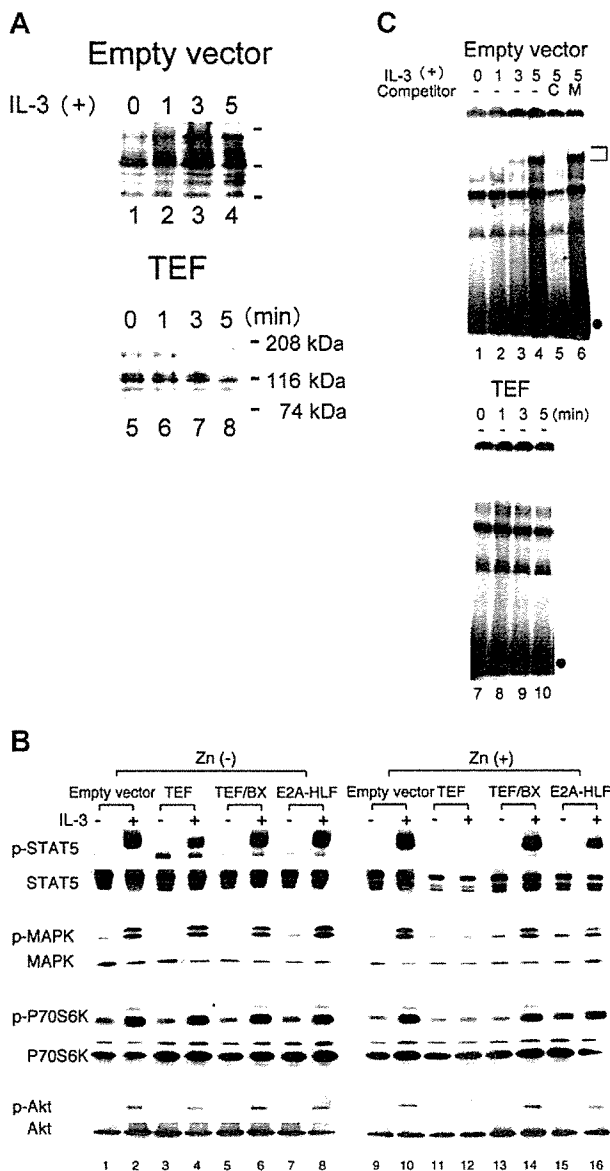 A
Empty vector
IL-3 (+) 0 1 3 5
1 2 3 4
TEF
0 1 3 5 (min)
208 kDa
116 kDa
74 kDa
5 6 7 8
C
Empty vector
IL-3 (+) 0 1 3 5 5 5
Competitor - - - - C M
1 2 3 4 5 6
TEF
0 1 3 5 (min)
- - - -
7 8 9 10
B
Zn (-) Zn (+)
Empty vector TEF TEF/BX E2A-HLF Empty vector TEF TEF/BX E2A-HLF
- + IL-3 - + - + - + - + - + - + - +
p-STAT5
STAT5
p-MAPK
MAPK
p-P70S6K
P70S6K
p-Akt
Akt
1 2 3 4 5 6 7 8 9 10 11 12 13 14 15 16